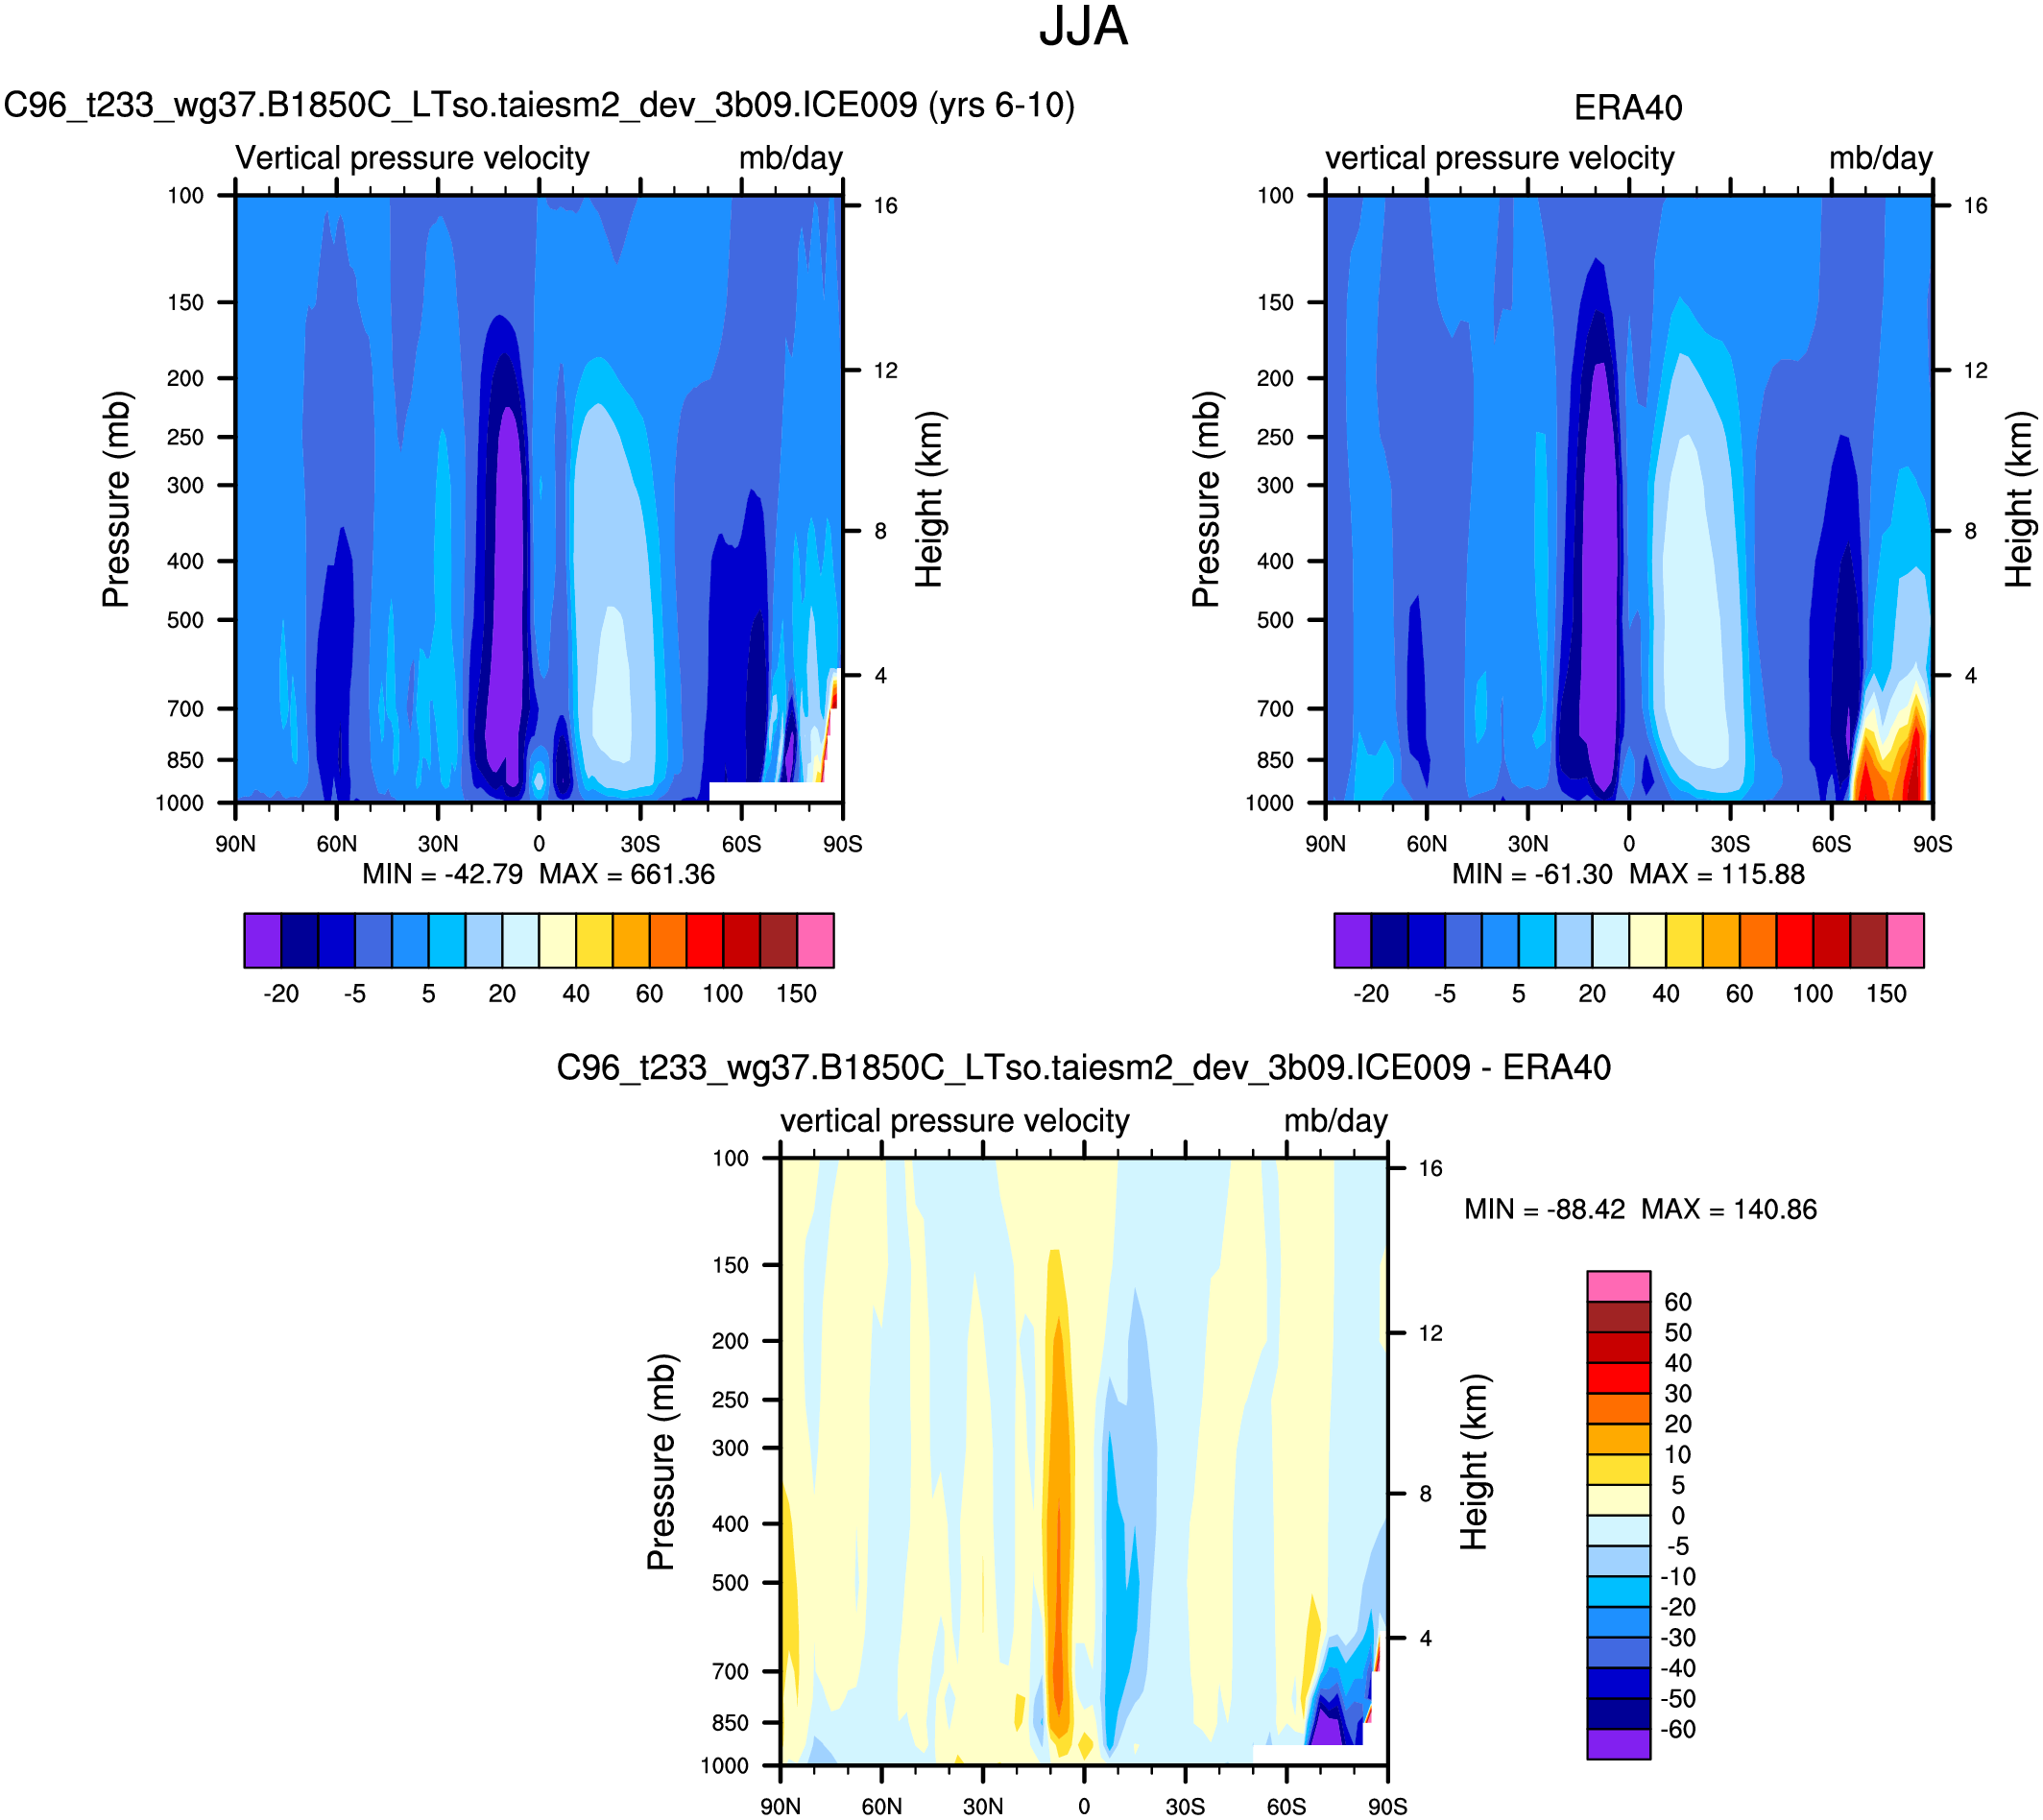 JJA
C96_t233_wg37.B1850C_LTso.taiesm2_dev_3b09.ICE009 (yrs 6-10)
Vertical pressure velocity mb/day
Pressure (mb)
100
150
200
250
300
400
500
700
850
1000
16
12
8
4
Height (km)
90N 60N 30N 0 30S 60S 90S
MIN = -42.79 MAX = 661.36
-20 -5 5 20 40 60 100 150
ERA40
vertical pressure velocity mb/day
Pressure (mb)
100
150
200
250
300
400
500
700
850
1000
16
12
8
4
Height (km)
90N 60N 30N 0 30S 60S 90S
MIN = -61.30 MAX = 115.88
-20 -5 5 20 40 60 100 150
C96_t233_wg37.B1850C_LTso.taiesm2_dev_3b09.ICE009 - ERA40
vertical pressure velocity mb/day
Pressure (mb)
100
150
200
250
300
400
500
700
850
1000
16
12
8
4
Height (km)
90N 60N 30N 0 30S 60S 90S
MIN = -88.42 MAX = 140.86
60
50
40
30
20
10
5
0
-5
-10
-20
-30
-40
-50
-60